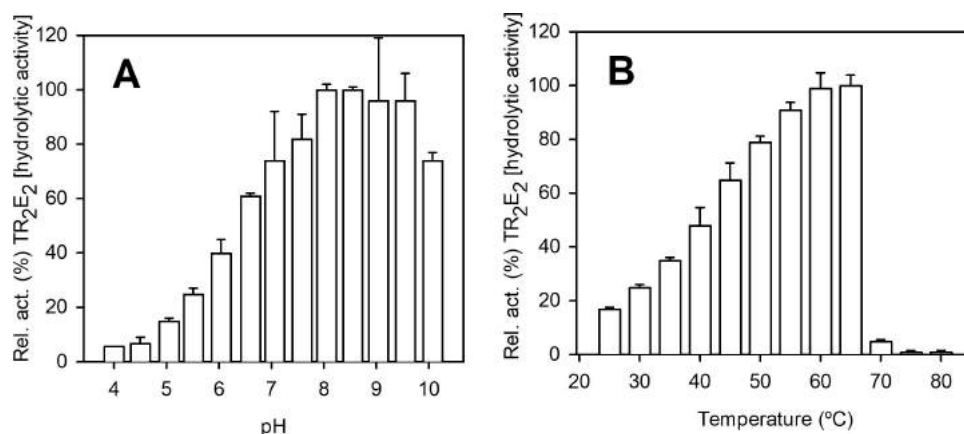 A
Rel. act. (%) TR2E2 [hydrolytic activity]
120
100
80
60
40
20
0
4 5 6 7 8 9 10
pH
B
Rel. act. (%) TR2E2 [hydrolytic activity]
120
100
80
60
40
20
0
20 30 40 50 60 70 80
Temperature (ºC)